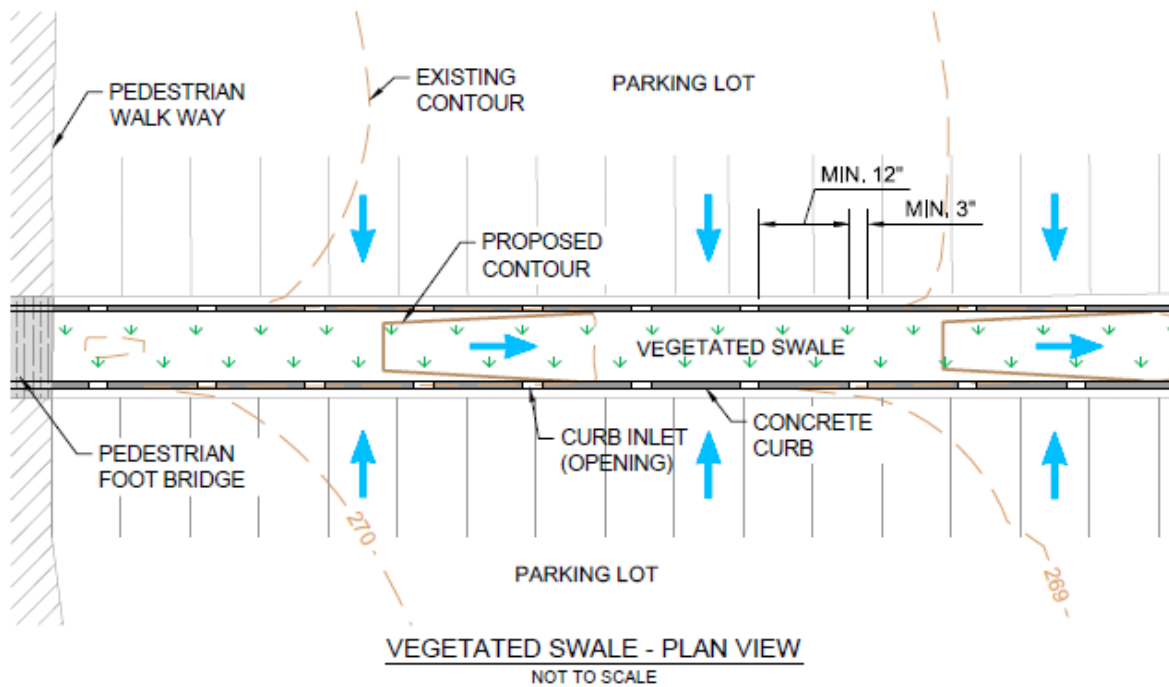 EXISTING
CONTOUR
PARKING LOT
PEDESTRIAN
WALK WAY
MIN. 12"
MIN. 3"
PROPOSED
CONTOUR
VEGETATED SWALE
CURB INLET
(OPENING)
CONCRETE
CURB
PEDESTRIAN
FOOT BRIDGE
270
269
PARKING LOT
VEGETATED SWALE - PLAN VIEW
NOT TO SCALE